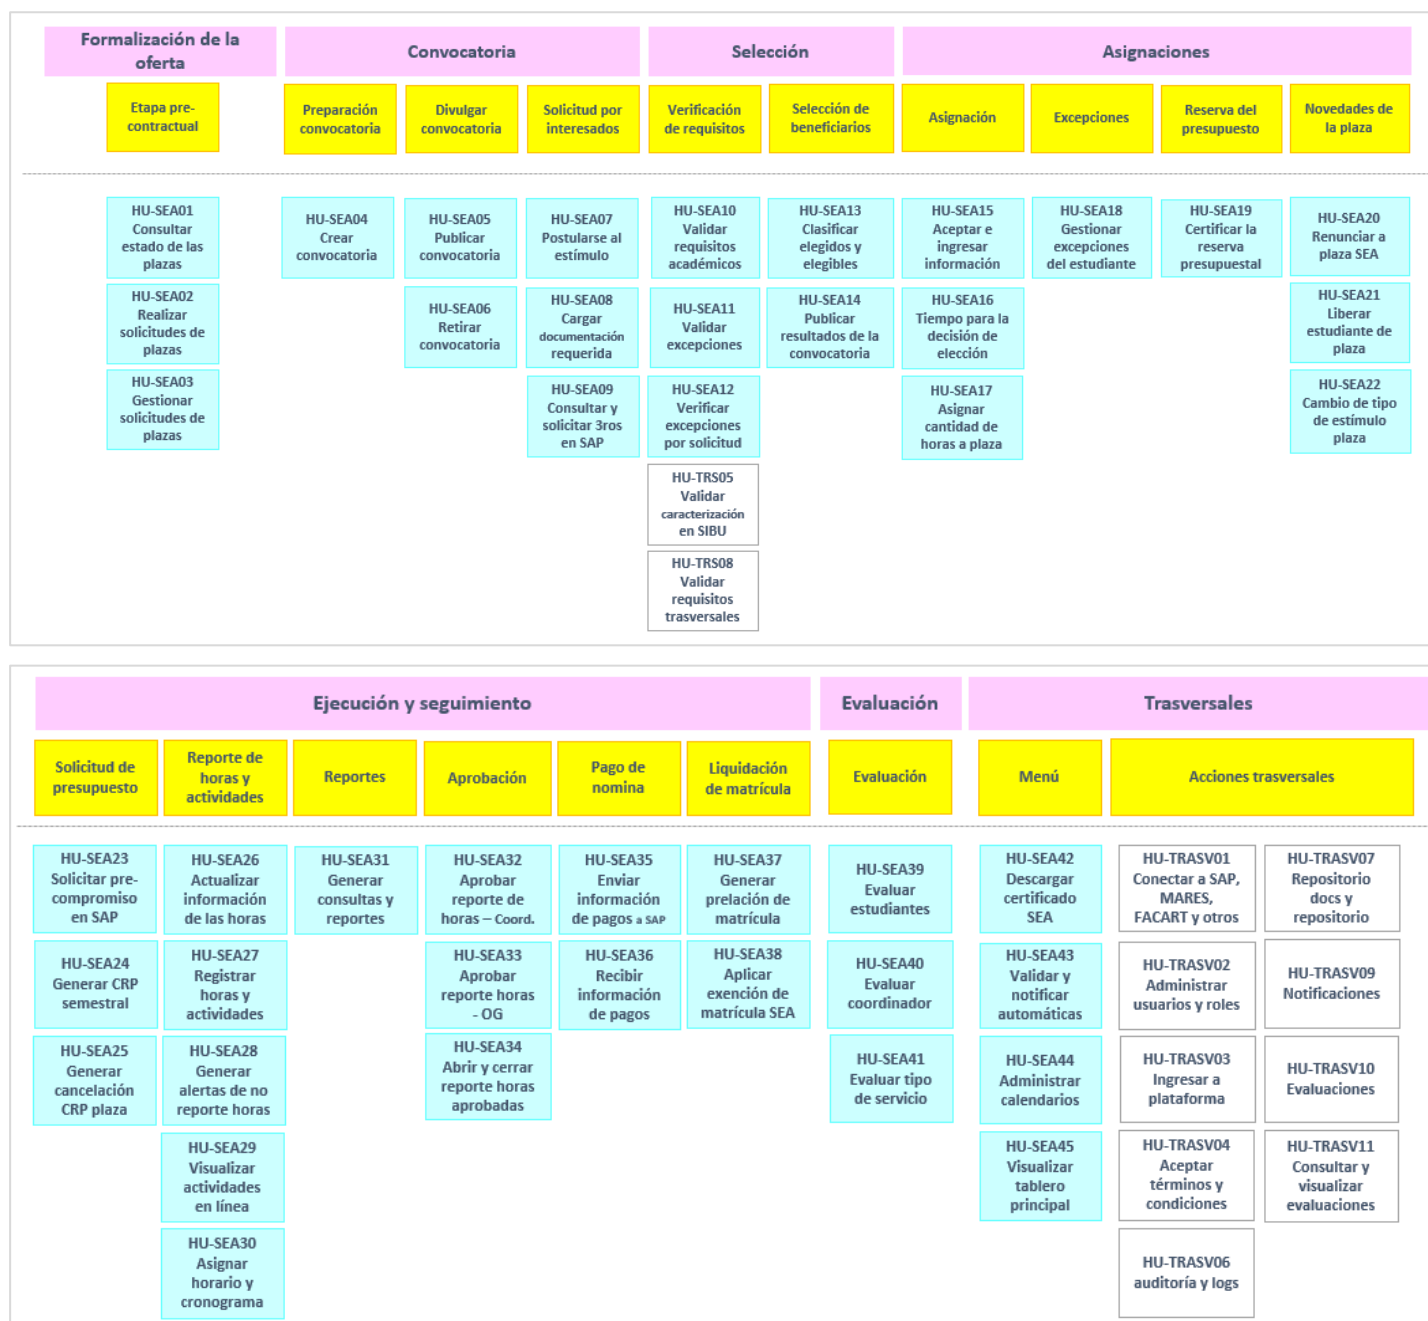 Formalización de la
oferta
Convocatoria
Selección
Asignaciones
Etapa pre-
contractual
Preparación
convocatoria
Divulgar
convocatoria
Solicitud por
interesados
Verificación
de requisitos
Selección de
beneficiarios
Asignación
Excepciones
Reserva del
presupuesto
Novedades de
la plaza
HU-SEA01
Consultar
estado de las
plazas
HU-SEA02
Realizar
solicitudes de
plazas
HU-SEA03
Gestionar
solicitudes de
plazas
HU-SEA04
Crear
convocatoria
HU-SEA05
Publicar
convocatoria
HU-SEA06
Retirar
convocatoria
HU-SEA07
Postularse al
estímulo
HU-SEA08
Cargar
documentación
requerida
HU-SEA09
Consultar y
solicitar 3ros
en SAP
HU-SEA10
Validar
requisitos
académicos
HU-SEA11
Validar
excepciones
HU-SEA12
Verificar
excepciones
por solicitud
HU-TRS05
Validar
caracterización
en SIBU
HU-TRS08
Validar
requisitos
trasversales
HU-SEA13
Clasificar
elegidos y
elegibles
HU-SEA14
Publicar
resultados de la
convocatoria
HU-SEA15
Aceptar e
ingresar
información
HU-SEA16
Tiempo para la
decisión de
elección
HU-SEA17
Asignar
cantidad de
horas a plaza
HU-SEA18
Gestionar
excepciones
del estudiante
HU-SEA19
Certificar la
reserva
presupuestal
HU-SEA20
Renunciar a
plaza SEA
HU-SEA21
Liberar
estudiante de
plaza
HU-SEA22
Cambio de tipo
de estímulo
plaza
Ejecución y seguimiento
Evaluación
Trasversales
Solicitud de
presupuesto
Reporte de
horas y
actividades
Reportes
Aprobación
Pago de
nomina
Liquidación
de matrícula
Evaluación
Menú
Acciones trasversales
HU-SEA23
Solicitar pre-
compromiso
en SAP
HU-SEA24
Generar CRP
semestral
HU-SEA25
Generar
cancelación
CRP plaza
HU-SEA26
Actualizar
información
de las horas
HU-SEA27
Registrar
horas y
actividades
HU-SEA28
Generar
alertas de no
reporte horas
HU-SEA29
Visualizar
actividades
en línea
HU-SEA30
Asignar
horario y
cronograma
HU-SEA31
Generar
consultas y
reportes
HU-SEA32
Aprobar
reporte de
horas – Coord.
HU-SEA33
Aprobar
reporte horas
- OG
HU-SEA34
Abrir y cerrar
reporte horas
aprobadas
HU-SEA35
Enviar
información
de pagos a SAP
HU-SEA36
Recibir
información
de pagos
HU-SEA37
Generar
prelación de
matrícula
HU-SEA38
Aplicar
exención de
matrícula SEA
HU-SEA39
Evaluar
estudiantes
HU-SEA40
Evaluar
coordinador
HU-SEA41
Evaluar tipo
de servicio
HU-SEA42
Descargar
certificado
SEA
HU-SEA43
Validar y
notificar
automáticas
HU-SEA44
Administrar
calendarios
HU-SEA45
Visualizar
tablero
principal
HU-TRASV01
Conectar a SAP,
MARES,
FACART y otros
HU-TRASV02
Administrar
usuarios y roles
HU-TRASV03
Ingresar a
plataforma
HU-TRASV04
Aceptar
términos y
condiciones
HU-TRASV06
auditoría y logs
HU-TRASV07
Repositorio
docs y
repositorio
HU-TRASV09
Notificaciones
HU-TRASV10
Evaluaciones
HU-TRASV11
Consultar y
visualizar
evaluaciones